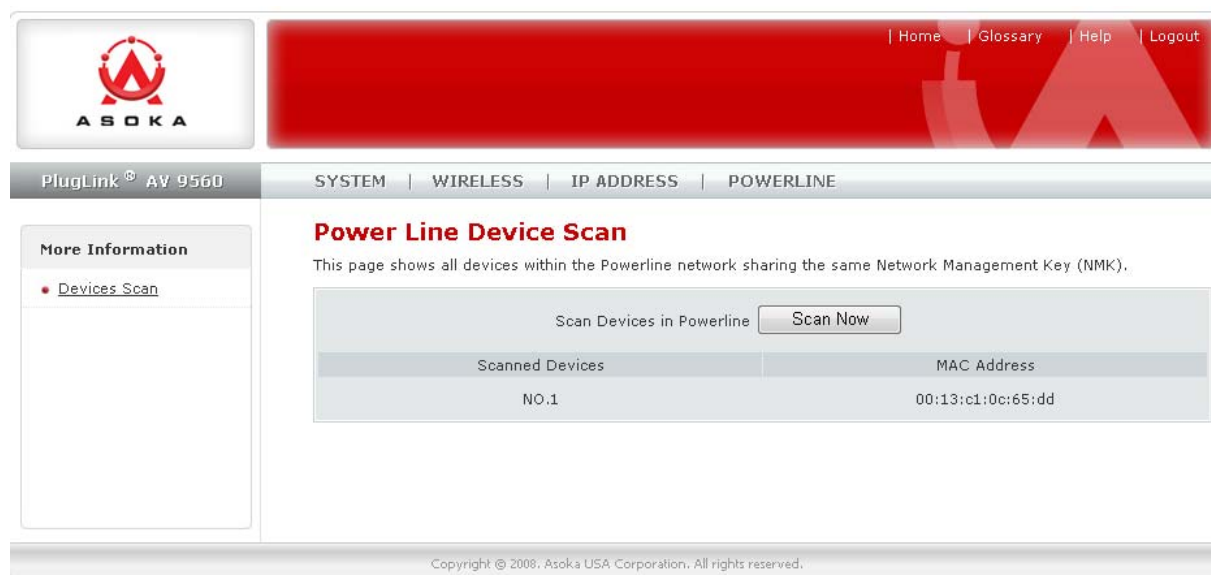 | Home | Glossary | Help | Logout
ASOKA
PlugLink ® AV 9560
SYSTEM | WIRELESS | IP ADDRESS | POWERLINE
More Information
Devices Scan
Power Line Device Scan
This page shows all devices within the Powerline network sharing the same Network Management Key (NMK).
Scan Devices in Powerline Scan Now
Scanned Devices MAC Address
NO.1 00:13:c1:0c:65:dd
Copyright © 2008. Asoka USA Corporation. All rights reserved.